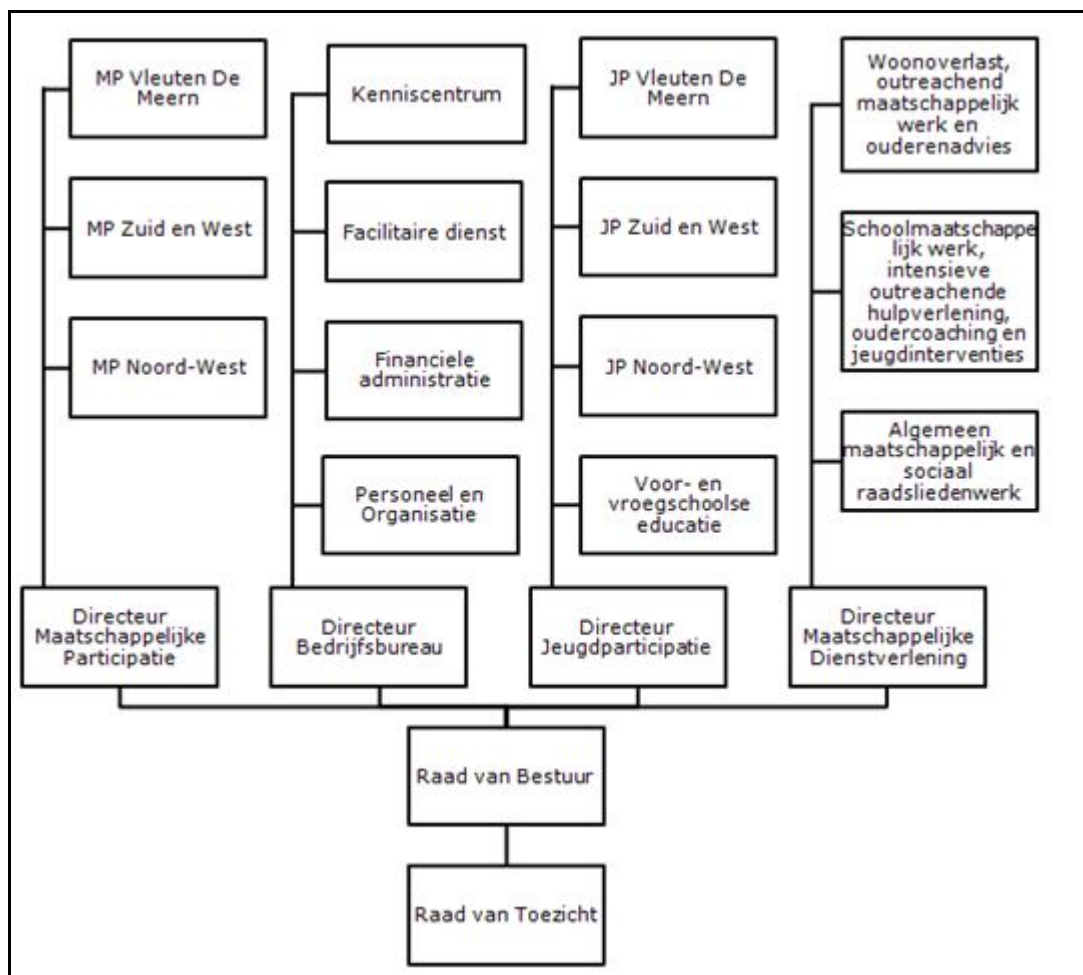 MP Vleuten De
Meern
Kenniscentrum
JP Vleuten De
Meern
Woonoverlast,
outreachend
maatschappelijk
werk en
ouderenadvies
MP Zuid en West
Facilitaire dienst
JP Zuid en West
Schoolmaatschappe
lijk werk,
intensieve
outreachende
hulpverlening,
oudercoaching en
jeugdinterventies
MP Noord-West
Financiele
administratie
JP Noord-West
Algemeen
maatschappelijk en
sociaal
raadsliedenwerk
Personeel en
Organisatie
Voor- en
vroegschoolse
educatie
Directeur
Maatschappelijke
Participatie
Directeur
Bedrijfsbureau
Directeur
Jeugdparticipatie
Directeur
Maatschappelijke
Dienstverlening
Raad van Bestuur
Raad van Toezicht